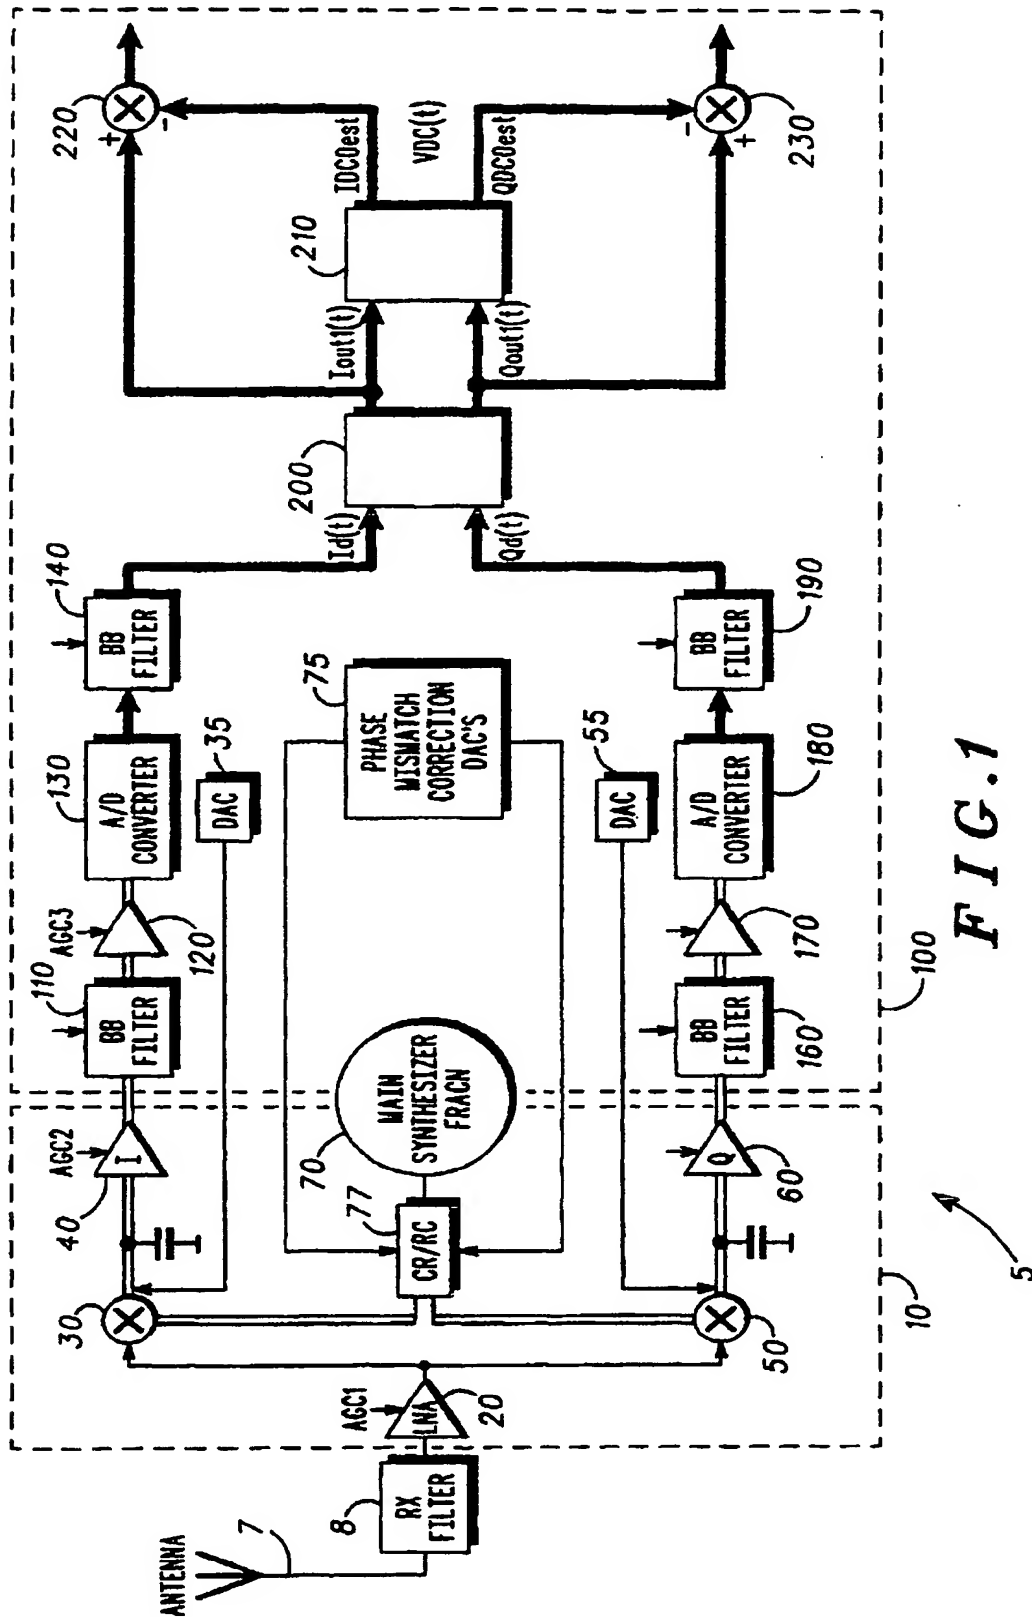 ANTENNA
7
8
RX
FILTER
AGC1
LNA
20
30
50
40
AGC2
I
Q
60
77
CR/RC
70
MAIN
SYNTHESIZER
FRACN
10
5
110
BB
FILTER
AGC3
120
130
A/D
CONVERTER
140
BB
FILTER
35
DAC
75
PHASE
MISMATCH
CORRECTION
DAC'S
55
DAC
BB
FILTER
160
170
A/D
CONVERTER
180
BB
FILTER
190
100
Id(t)
Qd(t)
200
Iout1(t)
Qout1(t)
210
IDCOest
VDC(t)
QDCOest
220
+
-
-
+
230
FIG.1